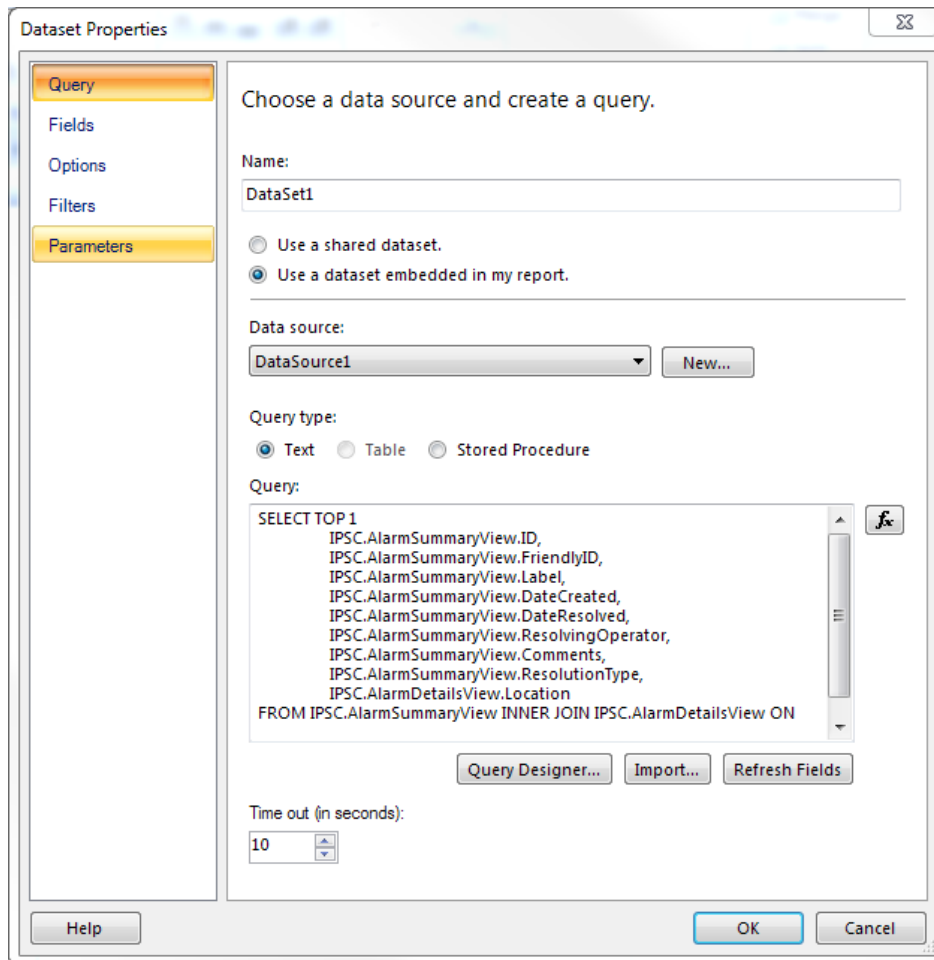 Dataset Properties
Query
Fields
Options
Filters
Parameters
Choose a data source and create a query.
Name:
DataSet1
Use a shared dataset.
Use a dataset embedded in my report.
Data source:
DataSource1
New...
Query type:
Text
Table
Stored Procedure
Query:
SELECT TOP 1
IPSC.AlarmSummaryView.ID,
IPSC.AlarmSummaryView.FriendlyID,
IPSC.AlarmSummaryView.Label,
IPSC.AlarmSummaryView.DateCreated,
IPSC.AlarmSummaryView.DateResolved,
IPSC.AlarmSummaryView.ResolvingOperator,
IPSC.AlarmSummaryView.Comments,
IPSC.AlarmSummaryView.ResolutionType,
IPSC.AlarmDetailsView.Location
FROM IPSC.AlarmSummaryView INNER JOIN IPSC.AlarmDetailsView ON
fx
Query Designer...
Import...
Refresh Fields
Time out (in seconds):
10
Help
OK
Cancel